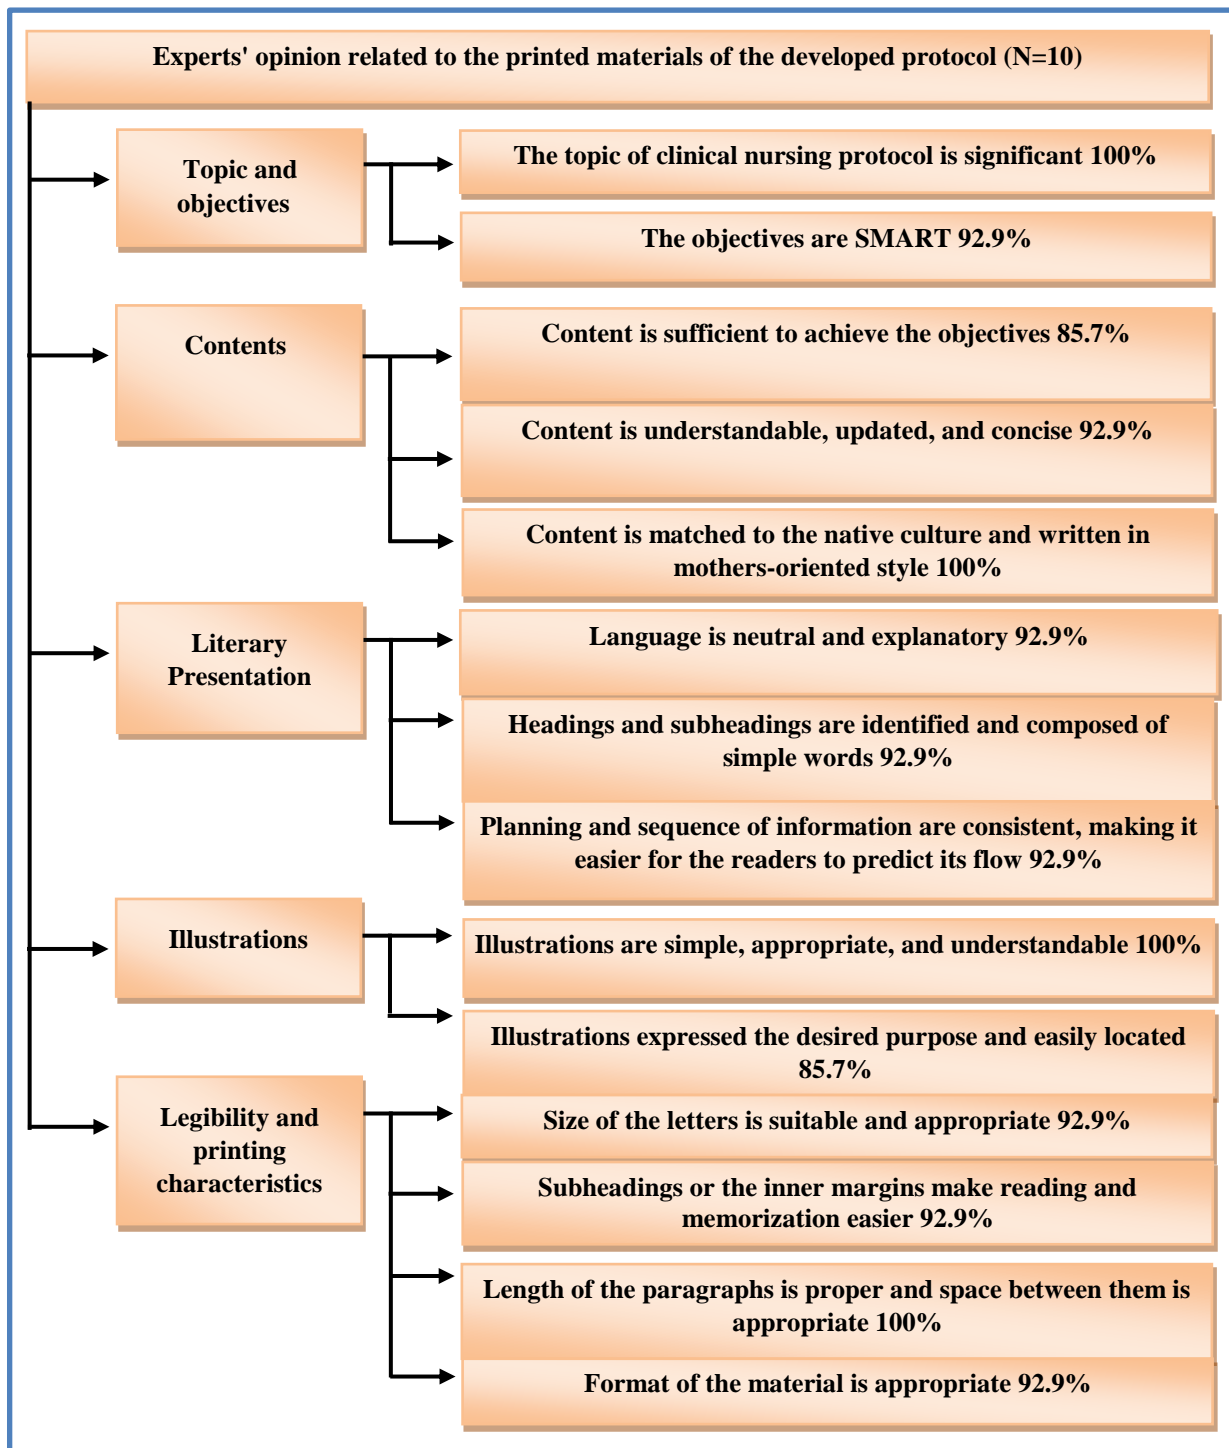 Experts' opinion related to the printed materials of the developed protocol (N=10)
Topic and
objectives
The topic of clinical nursing protocol is significant 100%
The objectives are SMART 92.9%
Contents
Content is sufficient to achieve the objectives 85.7%
Content is understandable, updated, and concise 92.9%
Content is matched to the native culture and written in
mothers-oriented style 100%
Literary
Presentation
Language is neutral and explanatory 92.9%
Headings and subheadings are identified and composed of
simple words 92.9%
Planning and sequence of information are consistent, making it
easier for the readers to predict its flow 92.9%
Illustrations
Illustrations are simple, appropriate, and understandable 100%
Illustrations expressed the desired purpose and easily located
85.7%
Legibility and
printing
characteristics
Size of the letters is suitable and appropriate 92.9%
Subheadings or the inner margins make reading and
memorization easier 92.9%
Length of the paragraphs is proper and space between them is
appropriate 100%
Format of the material is appropriate 92.9%